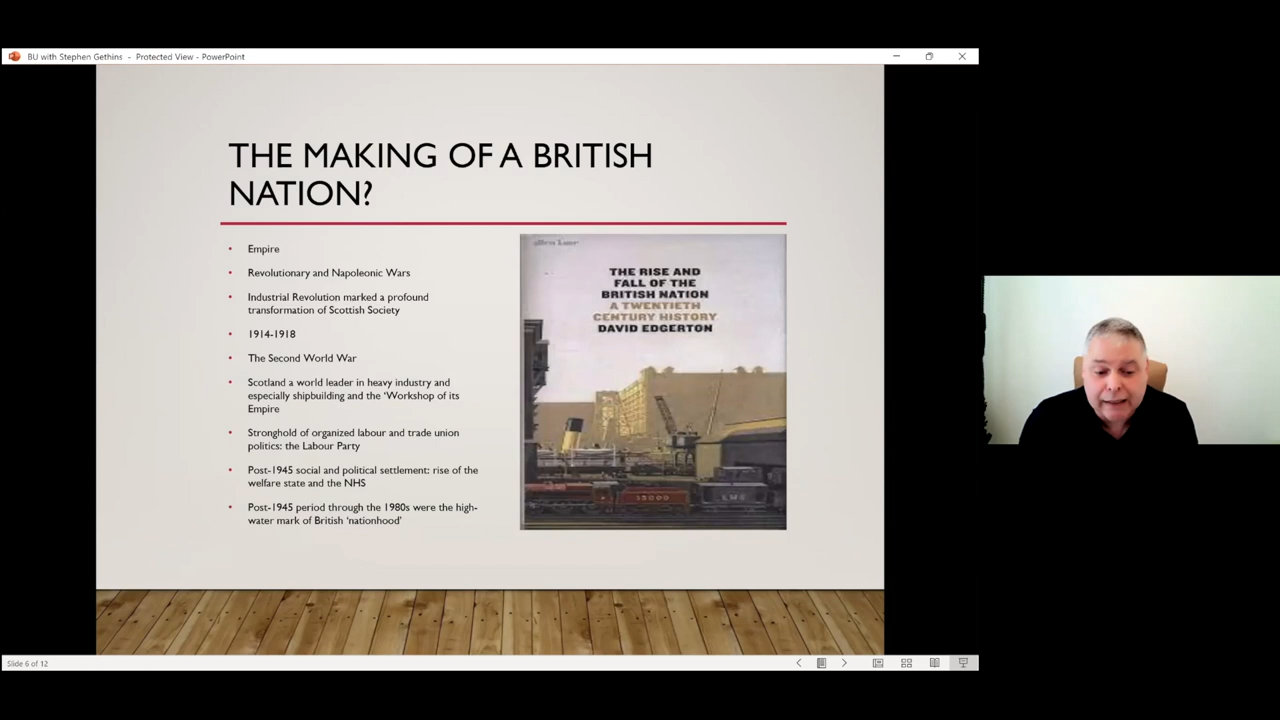 BU with Stephen Gethins - Protected View - PowerPoint
THE MAKING OF A BRITISH
NATION?
• Empire
• Revolutionary and Napoleonic Wars
• Industrial Revolution marked a profound
transformation of Scottish Society
• 1914-1918
• The Second World War
• Scotland a world leader in heavy industry and
especially shipbuilding and the ‘Workshop of its
Empire
• Stronghold of organized labour and trade union
politics: the Labour Party
• Post-1945 social and political settlement: rise of the
welfare state and the NHS
• Post-1945 period through the 1980s were the high-
water mark of British ‘nationhood’
THE RISE AND
FALL OF THE
BRITISH NATION
A TWENTIETH
CENTURY HISTORY
DAVID EDGERTON
LMS
Slide 6 of 12